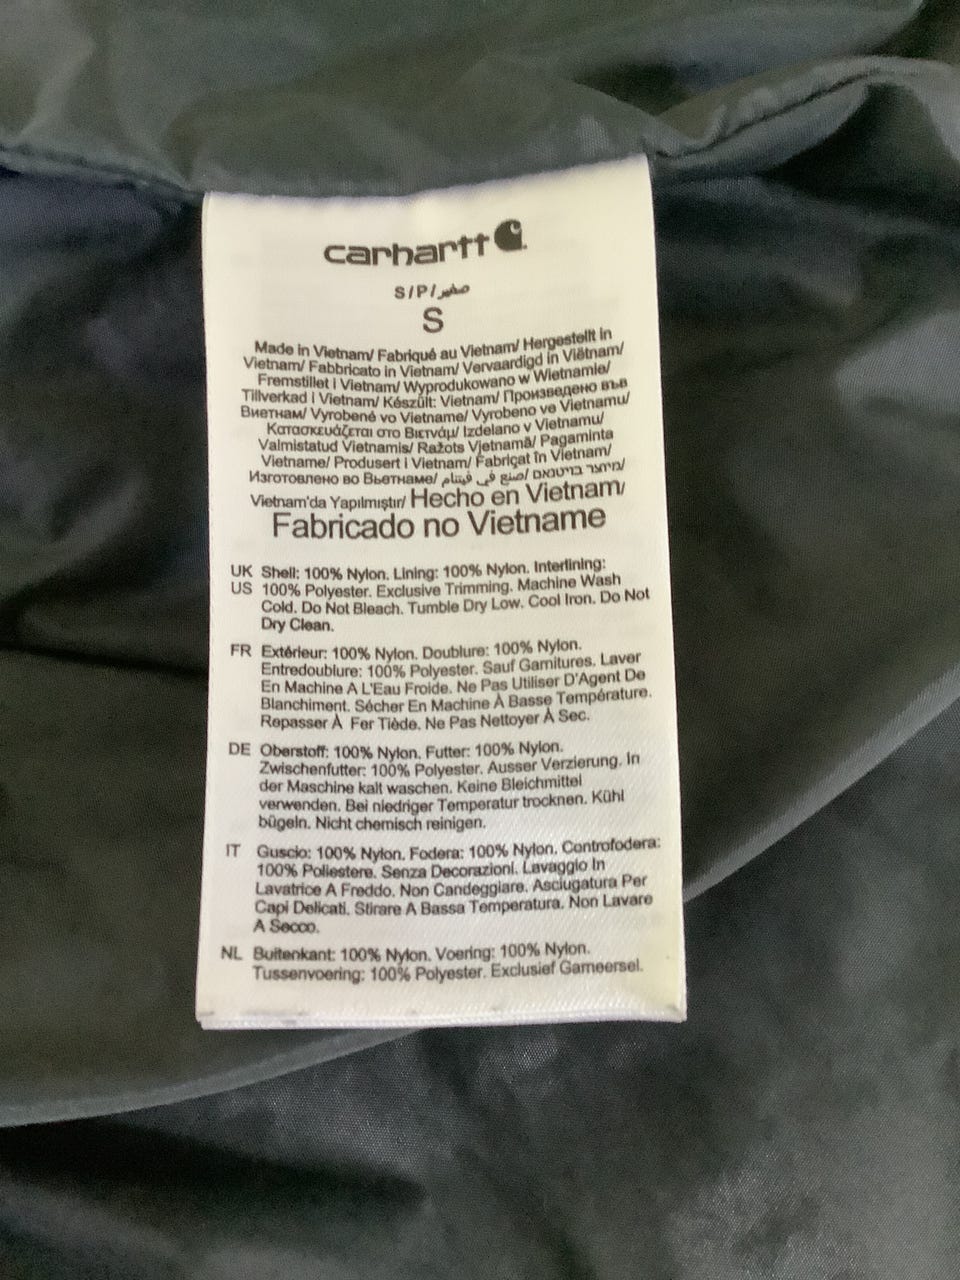 carhartt
S/P/صغير
S
Made in Vietnam/ Fabriqué au Vietnam/ Hergestellt in
Vietnam/ Fabbricato in Vietnam/ Vervaardigd in Viëtnam/
Fremstillet i Vietnam/ Wyprodukowano w Wietnamie/
Tillverkad i Vietnam/ Készült: Vietnam/ Произведено във
Виетнам/ Vyrobené vo Vietname/ Vyrobeno ve Vietnamu/
Κατασκευάζεται στο Βιετνάμ/ Izdelano v Vietnamu/
Valmistatud Vietnamis/ Ražots Vjetnamā/ Pagaminta
Vietname/ Produsert i Vietnam/ Fabricat în Vietnam/
Изготовлено во Вьетнаме/ صنع في فيتنام/ מיוצר בוייטנאם/
Vietnam'da Yapılmıştır/ Hecho en Vietnam/
Fabricado no Vietname
UK Shell: 100% Nylon. Lining: 100% Nylon. Interlining:
US 100% Polyester. Exclusive Trimming. Machine Wash
Cold. Do Not Bleach. Tumble Dry Low. Cool Iron. Do Not
Dry Clean.
FR Extérieur: 100% Nylon. Doublure: 100% Nylon.
Entredoublure: 100% Polyester. Sauf Garnitures. Laver
En Machine A L'Eau Froide. Ne Pas Utiliser D'Agent De
Blanchiment. Sécher En Machine À Basse Température.
Repasser À Fer Tiède. Ne Pas Nettoyer À Sec.
DE Oberstoff: 100% Nylon. Futter: 100% Nylon.
Zwischenfutter: 100% Polyester. Ausser Verzierung. In
der Maschine kalt waschen. Keine Bleichmittel
verwenden. Bei niedriger Temperatur trocknen. Kühl
bügeln. Nicht chemisch reinigen.
IT Guscio: 100% Nylon. Fodera: 100% Nylon. Controfodera:
100% Poliestere. Senza Decorazioni. Lavaggio In
Lavatrice A Freddo. Non Candeggiare. Asciugatura Per
Capi Delicati. Stirare A Bassa Temperatura. Non Lavare
A Secco.
NL Buitenkant: 100% Nylon. Voering: 100% Nylon.
Tussenvoering: 100% Polyester. Exclusief Garneersel.